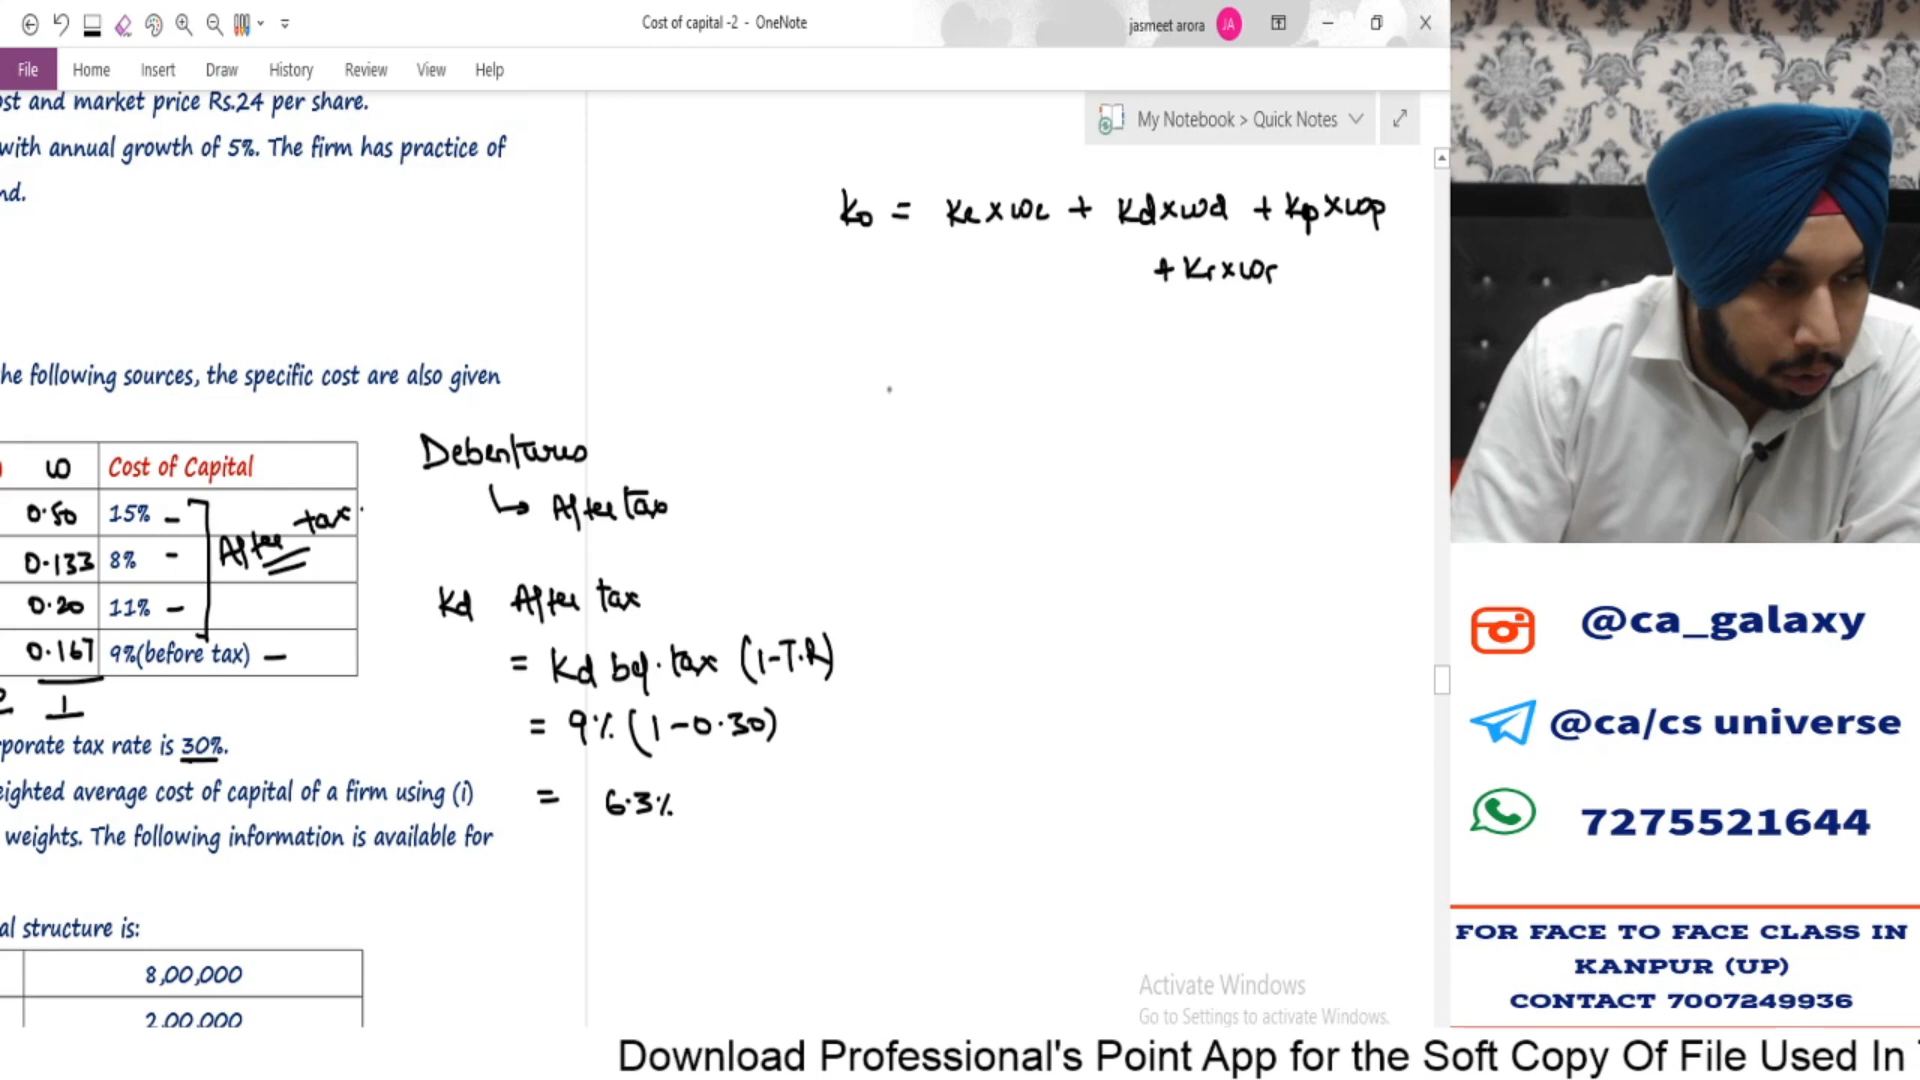 Cost of capital -2 - OneNote
jasmeet arora
JA
File Home Insert Draw History Review View Help
ost and market price Rs.24 per share.
My Notebook > Quick Notes
with annual growth of 5%. The firm has practice of
nd.
Ko = Ke x We + Kd x Wd + Kp x Wp
+ Kr x Wr
he following sources, the specific cost are also given
Debentures
↳ After tax
W Cost of Capital
0.50 15% -
0.133 8% -
0.20 11% -
After tax
0.167 9%(before tax) -
1
Kd After tax
= Kd bef. tax (1-T.R)
= 9% (1-0.30)
= 6.3%
porate tax rate is 30%.
eighted average cost of capital of a firm using (i)
weights. The following information is available for
al structure is:
8,00,000
2,00,000
Activate Windows
Go to Settings to activate Windows.
@ca_galaxy
@ca/cs universe
7275521644
FOR FACE TO FACE CLASS IN
KANPUR (UP)
CONTACT 7007249936
Download Professional's Point App for the Soft Copy Of File Used In